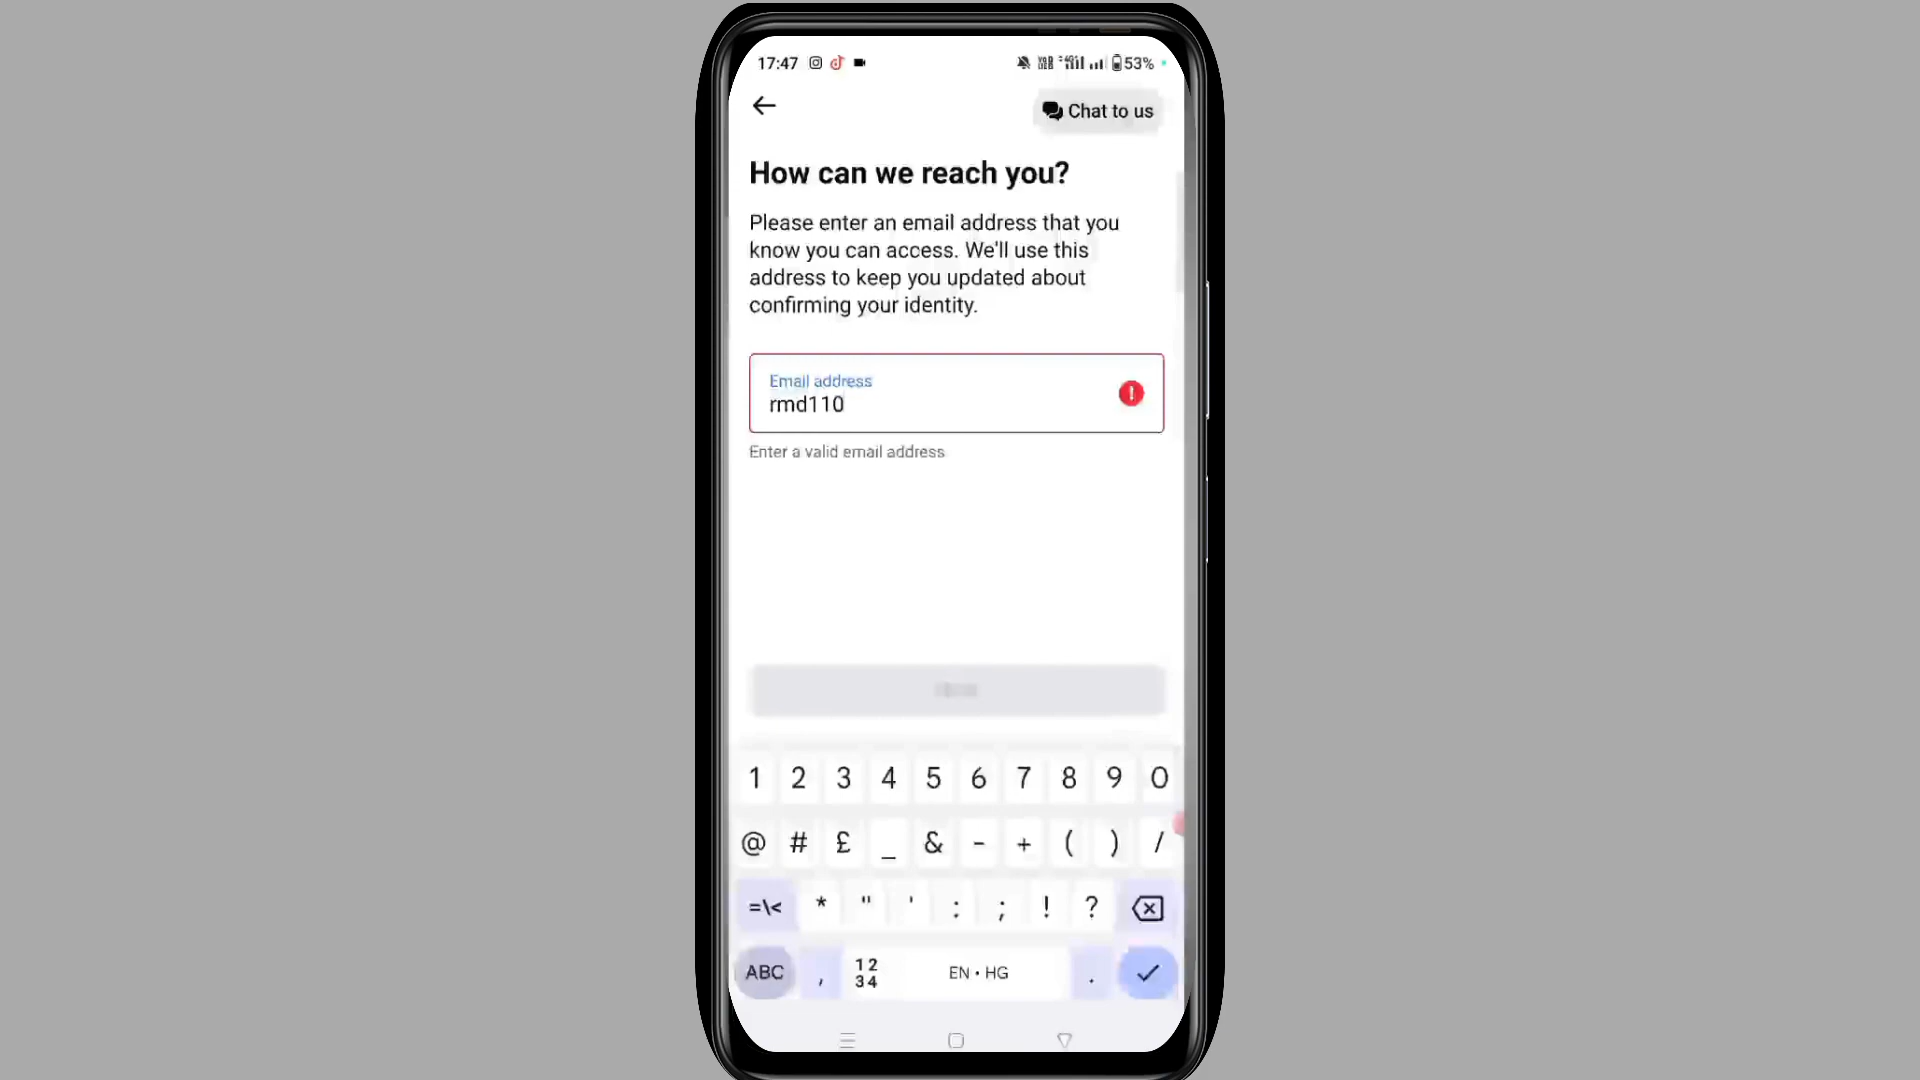 17:47 53%
Chat to us
How can we reach you?
Please enter an email address that you
know you can access. We'll use this
address to keep you updated about
confirming your identity.
Email address
rmd110
Enter a valid email address
1 2 3 4 5 6 7 8 9 0
@ # £ _ & - + ( ) /
=\< * " ' : ; ! ?
ABC , 12 34 EN • HG .